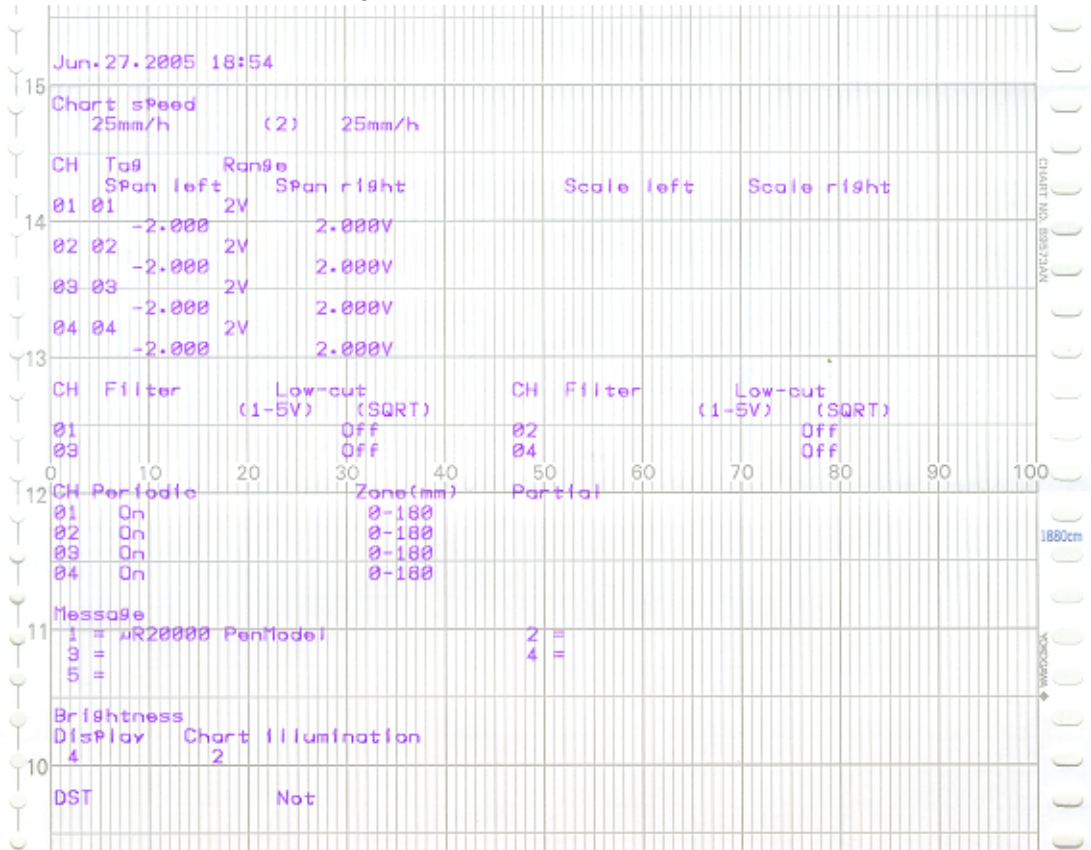 Jun.27.2005 18:54
15
Chart speed
25mm/h (2) 25mm/h
CH Tag Range
Span left Span right Scale left Scale right
01 01 2V
14
-2.000 2.000V
02 02 2V
-2.000 2.000V
03 03 2V
-2.000 2.000V
04 04 2V
-2.000 2.000V
13
CH Filter Low-cut CH Filter Low-cut
(1-5V) (SQRT) (1-5V) (SQRT)
01 Off 02 Off
03 Off 04 Off
0 10 20 30 40 50 60 70 80 90 100
12
CH Periodic Zone(mm) Partial
01 On 0-180
02 On 0-180
03 On 0-180
04 On 0-180
Message
11
1 = μR20000 PenModel 2 =
3 = 4 =
5 =
Brightness
Display Chart illumination
4 2
10
DST Not
CHART NO. B9573AN
1880cm
YOKOGAWA